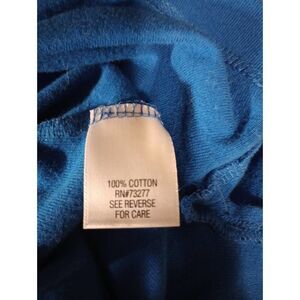 100% COTTON
RN#73277
SEE REVERSE
FOR CARE